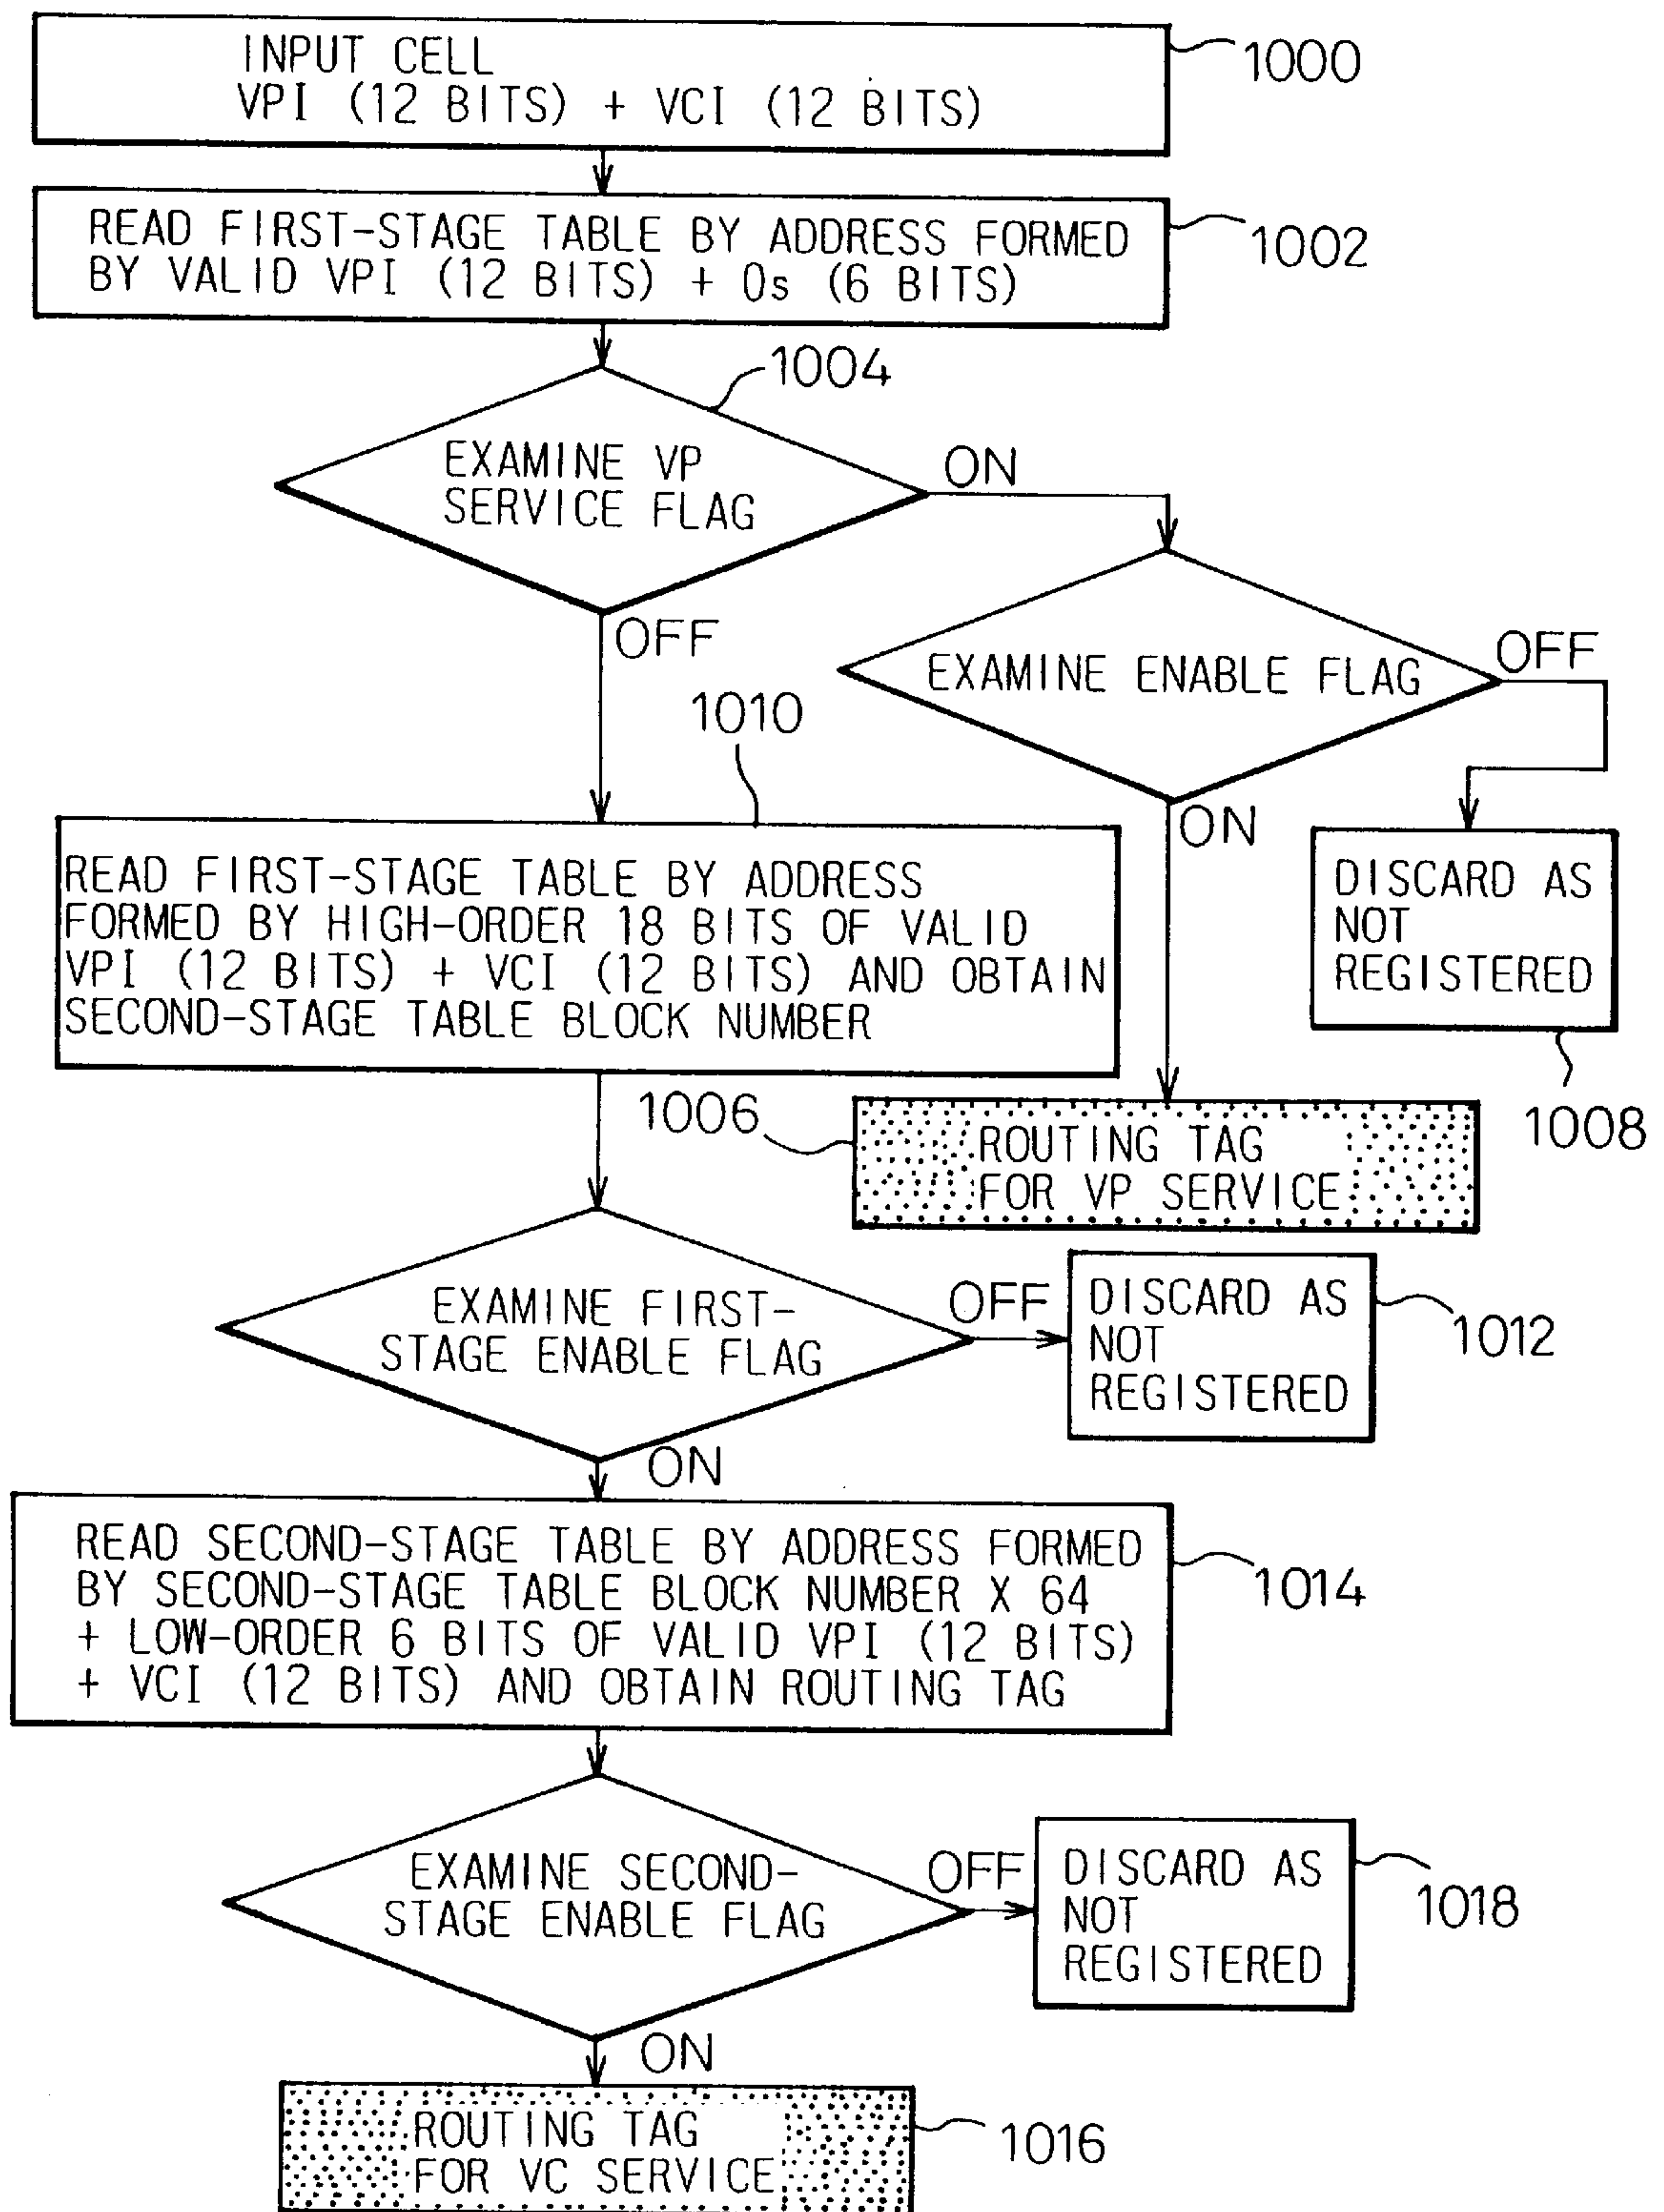 INPUT CELL
VPI (12 BITS) + VCI (12 BITS)
1000
READ FIRST-STAGE TABLE BY ADDRESS FORMED
BY VALID VPI (12 BITS) + 0s (6 BITS)
1002
1004
EXAMINE VP
SERVICE FLAG
ON
OFF
EXAMINE ENABLE FLAG
OFF
ON
1010
READ FIRST-STAGE TABLE BY ADDRESS
FORMED BY HIGH-ORDER 18 BITS OF VALID
VPI (12 BITS) + VCI (12 BITS) AND OBTAIN
SECOND-STAGE TABLE BLOCK NUMBER
DISCARD AS
NOT
REGISTERED
1008
1006
ROUTING TAG
FOR VP SERVICE
EXAMINE FIRST-
STAGE ENABLE FLAG
OFF
DISCARD AS
NOT
REGISTERED
1012
ON
READ SECOND-STAGE TABLE BY ADDRESS FORMED
BY SECOND-STAGE TABLE BLOCK NUMBER X 64
+ LOW-ORDER 6 BITS OF VALID VPI (12 BITS)
+ VCI (12 BITS) AND OBTAIN ROUTING TAG
1014
EXAMINE SECOND-
STAGE ENABLE FLAG
OFF
DISCARD AS
NOT
REGISTERED
1018
ON
ROUTING TAG
FOR VC SERVICE
1016